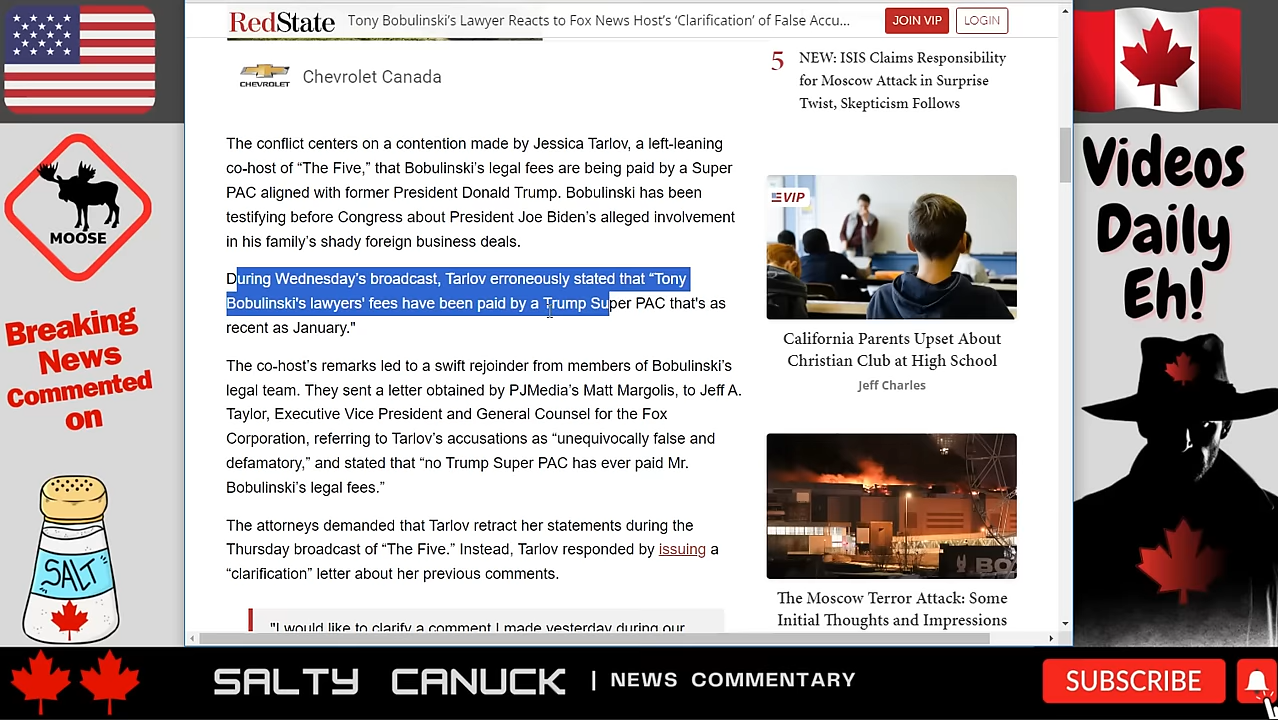 RedState
Tony Bobulinski's Lawyer Reacts to Fox News Host's 'Clarification' of False Accu...
JOIN VIP
LOGIN
CHEVROLET
Chevrolet Canada
5
NEW: ISIS Claims Responsibility
for Moscow Attack in Surprise
Twist, Skepticism Follows
The conflict centers on a contention made by Jessica Tarlov, a left-leaning
co-host of “The Five,” that Bobulinski’s legal fees are being paid by a Super
PAC aligned with former President Donald Trump. Bobulinski has been
testifying before Congress about President Joe Biden’s alleged involvement
in his family’s shady foreign business deals.
During Wednesday’s broadcast, Tarlov erroneously stated that “Tony
Bobulinski's lawyers' fees have been paid by a Trump Super PAC that's as
recent as January."
The co-host’s remarks led to a swift rejoinder from members of Bobulinski’s
legal team. They sent a letter obtained by PJMedia’s Matt Margolis, to Jeff A.
Taylor, Executive Vice President and General Counsel for the Fox
Corporation, referring to Tarlov’s accusations as “unequivocally false and
defamatory,” and stated that “no Trump Super PAC has ever paid Mr.
Bobulinski’s legal fees.”
The attorneys demanded that Tarlov retract her statements during the
Thursday broadcast of “The Five.” Instead, Tarlov responded by issuing a
“clarification” letter about her previous comments.
"I would like to clarify a comment I made yesterday during our
VIP
California Parents Upset About
Christian Club at High School
Jeff Charles
BO
The Moscow Terror Attack: Some
Initial Thoughts and Impressions
MOOSE
Breaking
News
Commented
on
SALT
Videos
Daily
Eh!
SALTY CANUCK | NEWS COMMENTARY
SUBSCRIBE